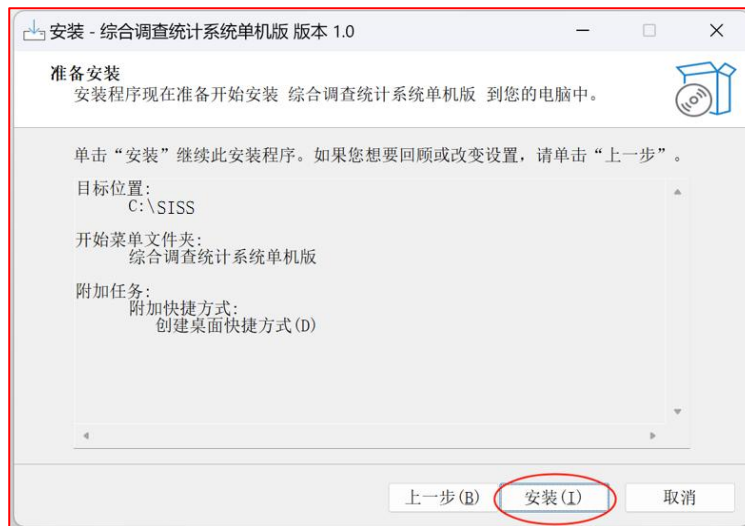 安装 - 综合调查统计系统单机版 版本 1.0
准备安装
安装程序现在准备开始安装 综合调查统计系统单机版 到您的电脑中。
单击“安装”继续此安装程序。如果您想要回顾或改变设置，请单击“上一步”。
目标位置:
C:\SISS
开始菜单文件夹:
综合调查统计系统单机版
附加任务:
附加快捷方式:
创建桌面快捷方式(D)
上一步(B) 安装(I) 取消